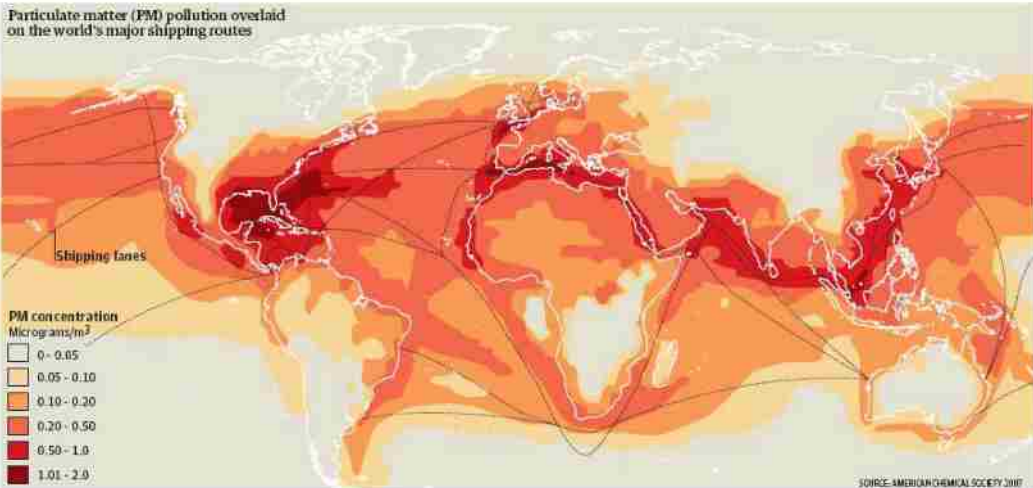 Particulate matter (PM) pollution overlaid
on the world's major shipping routes
Shipping lanes
PM concentration
Micrograms/m³
0 - 0.05
0.05 - 0.10
0.10 - 0.20
0.20 - 0.50
0.50 - 1.0
1.01 - 2.0
SOURCE: AMERICAN CHEMICAL SOCIETY 2007